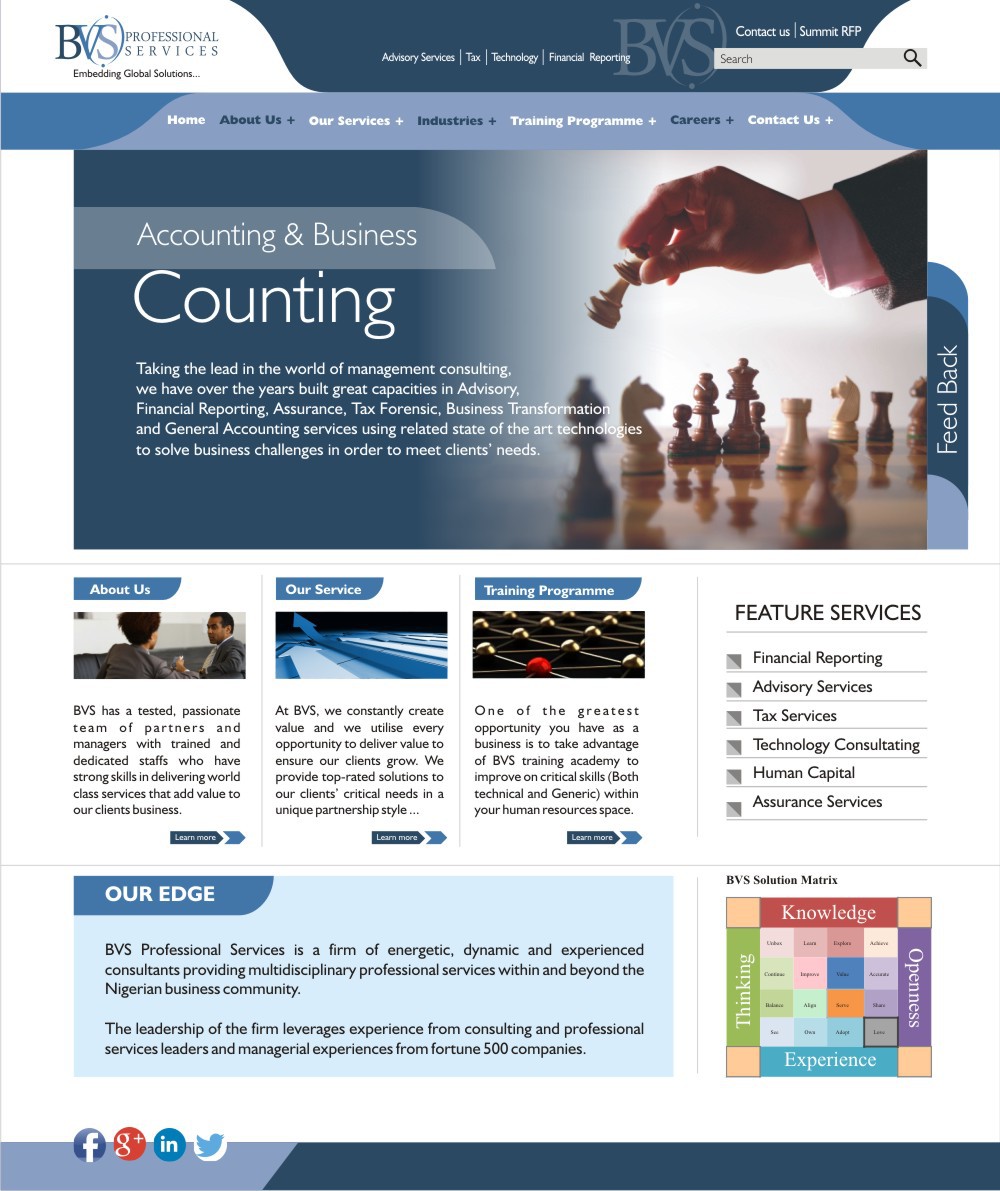 BVS PROFESSIONAL
SERVICES
Embedding Global Solutions...
Advisory Services | Tax | Technology | Financial Reporting
BVS
Contact us | Summit RFP
Search
Home About Us + Our Services + Industries + Training Programme + Careers + Contact Us +
Accounting & Business
Counting
Taking the lead in the world of management consulting,
we have over the years built great capacities in Advisory,
Financial Reporting, Assurance, Tax Forensic, Business Transformation
and General Accounting services using related state of the art technologies
to solve business challenges in order to meet clients' needs.
Feed Back
About Us
BVS has a tested, passionate
team of partners and
managers with trained and
dedicated staffs who have
strong skills in delivering world
class services that add value to
our clients business.
Learn more
Our Service
At BVS, we constantly create
value and we utilise every
opportunity to deliver value to
ensure our clients grow. We
provide top-rated solutions to
our clients' critical needs in a
unique partnership style ...
Learn more
Training Programme
One of the greatest
opportunity you have as a
business is to take advantage
of BVS training academy to
improve on critical skills (Both
technical and Generic) within
your human resources space.
Learn more
FEATURE SERVICES
Financial Reporting
Advisory Services
Tax Services
Technology Consultating
Human Capital
Assurance Services
OUR EDGE
BVS Professional Services is a firm of energetic, dynamic and experienced
consultants providing multidisciplinary professional services within and beyond the
Nigerian business community.
The leadership of the firm leverages experience from consulting and professional
services leaders and managerial experiences from fortune 500 companies.
BVS Solution Matrix
Knowledge
Thinking
Unbox Learn Explore Achieve
Continue Improve Value Accurate
Balance Align Serve Share
See Own Adapt Love
Openness
Experience
f g+ in